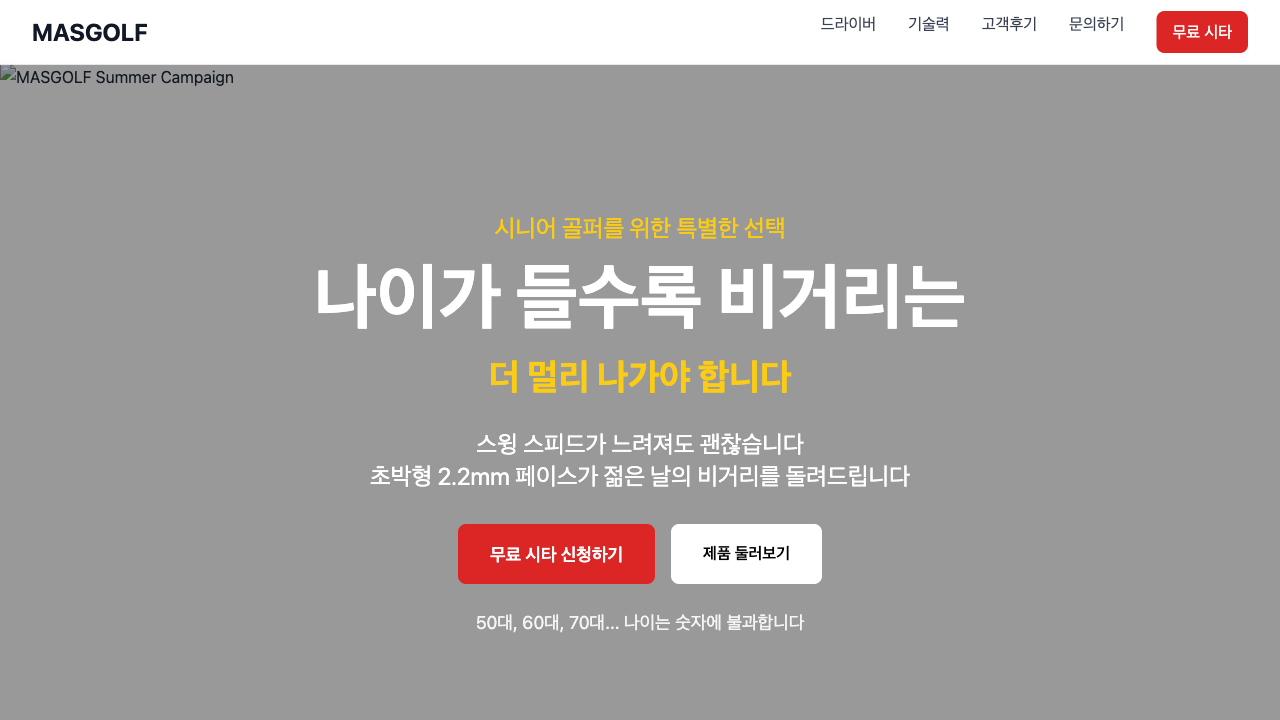 MASGOLF
드라이버
기술력
고객후기
문의하기
무료 시타
MASGOLF Summer Campaign
시니어 골퍼를 위한 특별한 선택
나이가 들수록 비거리는
더 멀리 나가야 합니다
스윙 스피드가 느려져도 괜찮습니다
초박형 2.2mm 페이스가 젊은 날의 비거리를 돌려드립니다
무료 시타 신청하기
제품 둘러보기
50대, 60대, 70대... 나이는 숫자에 불과합니다